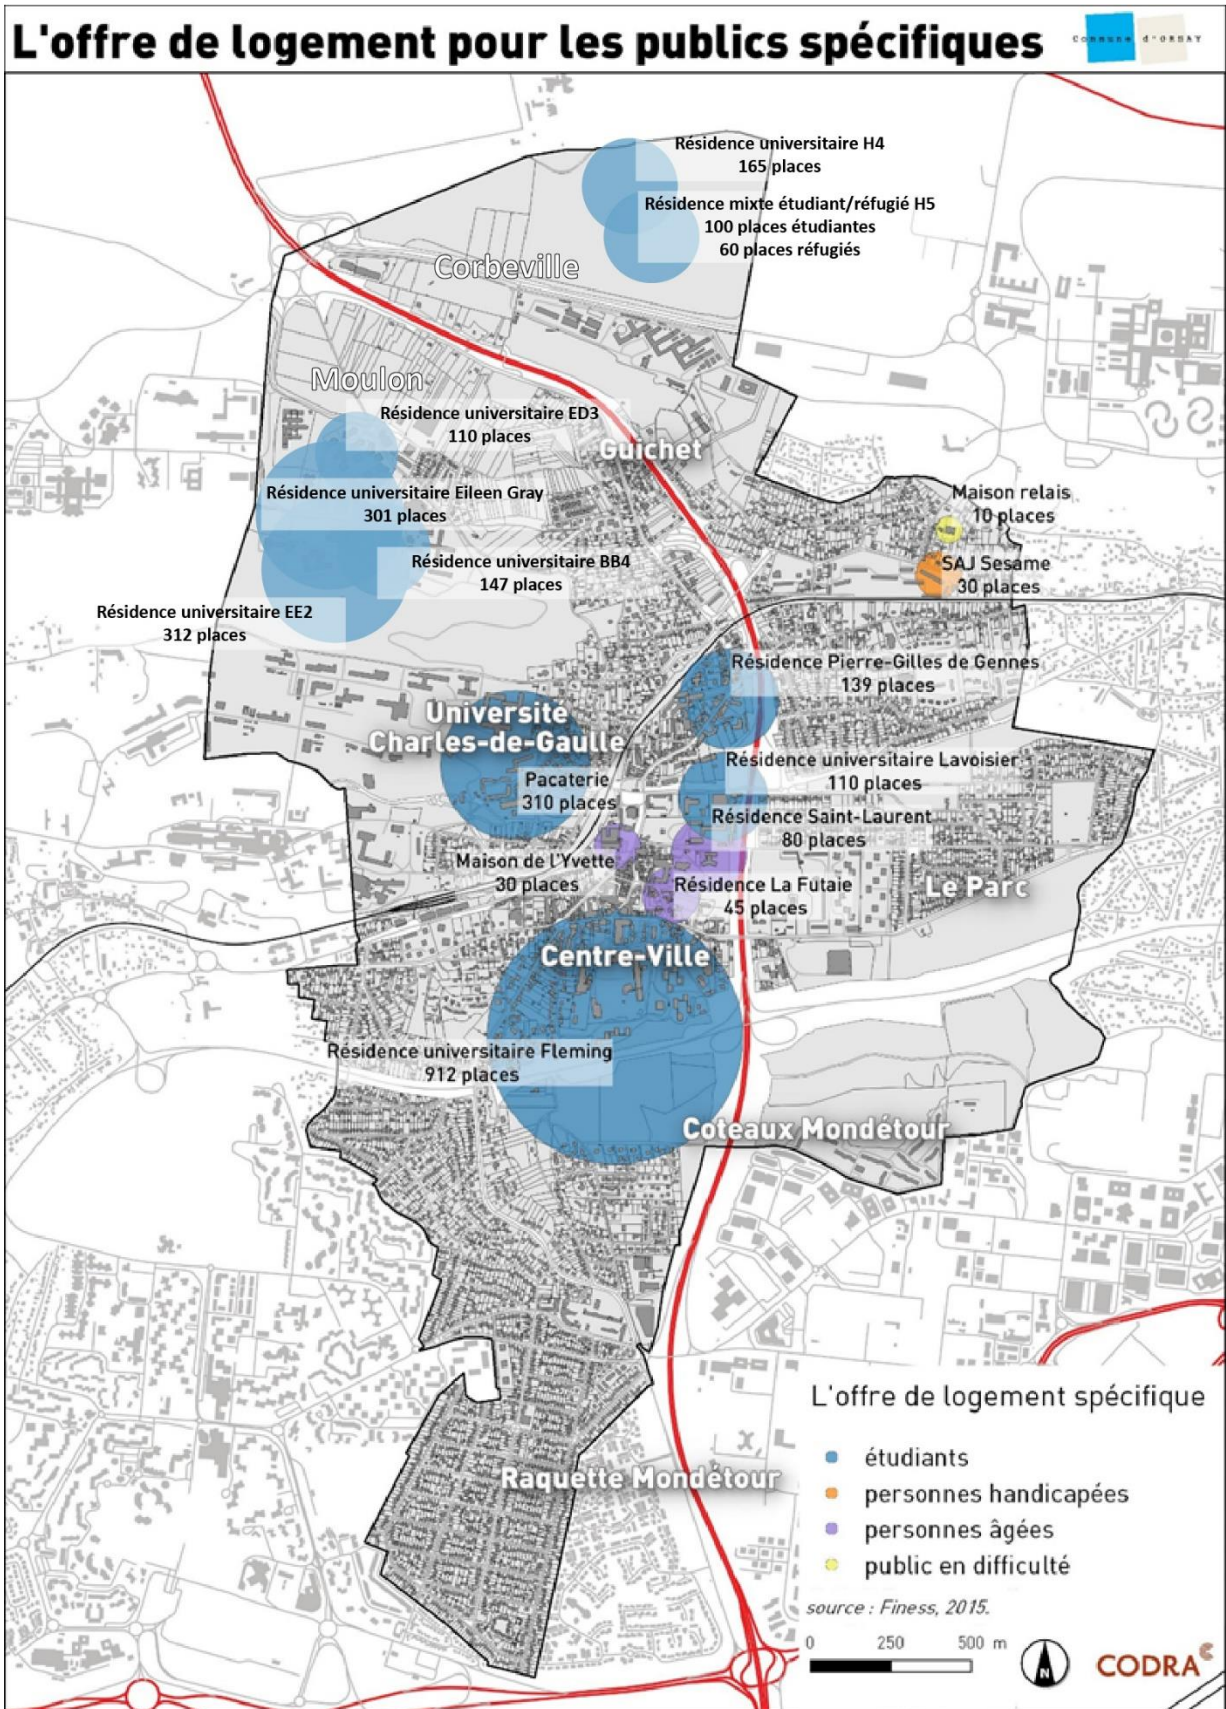 L'offre de logement pour les publics spécifiques
Commune d'ORSAY
Résidence universitaire H4
165 places
Résidence mixte étudiant/réfugié H5
100 places étudiantes
60 places réfugiés
Corbeville
Moulon
Résidence universitaire ED3
110 places
Guichet
Résidence universitaire Eileen Gray
301 places
Maison relais
10 places
Résidence universitaire BB4
147 places
SAJ Sesame
30 places
Résidence universitaire EE2
312 places
Résidence Pierre-Gilles de Gennes
139 places
Université
Charles-de-Gaulle
Pacaterie
310 places
Résidence universitaire Lavoisier
110 places
Résidence Saint-Laurent
80 places
Maison de l'Yvette
30 places
Résidence La Futaie
45 places
Le Parc
Centre-Ville
Résidence universitaire Fleming
912 places
Coteaux Mondétour
Raquette Mondétour
L'offre de logement spécifique
étudiants
personnes handicapées
personnes âgées
public en difficulté
source : Finess, 2015.
0 250 500 m
N
CODRA